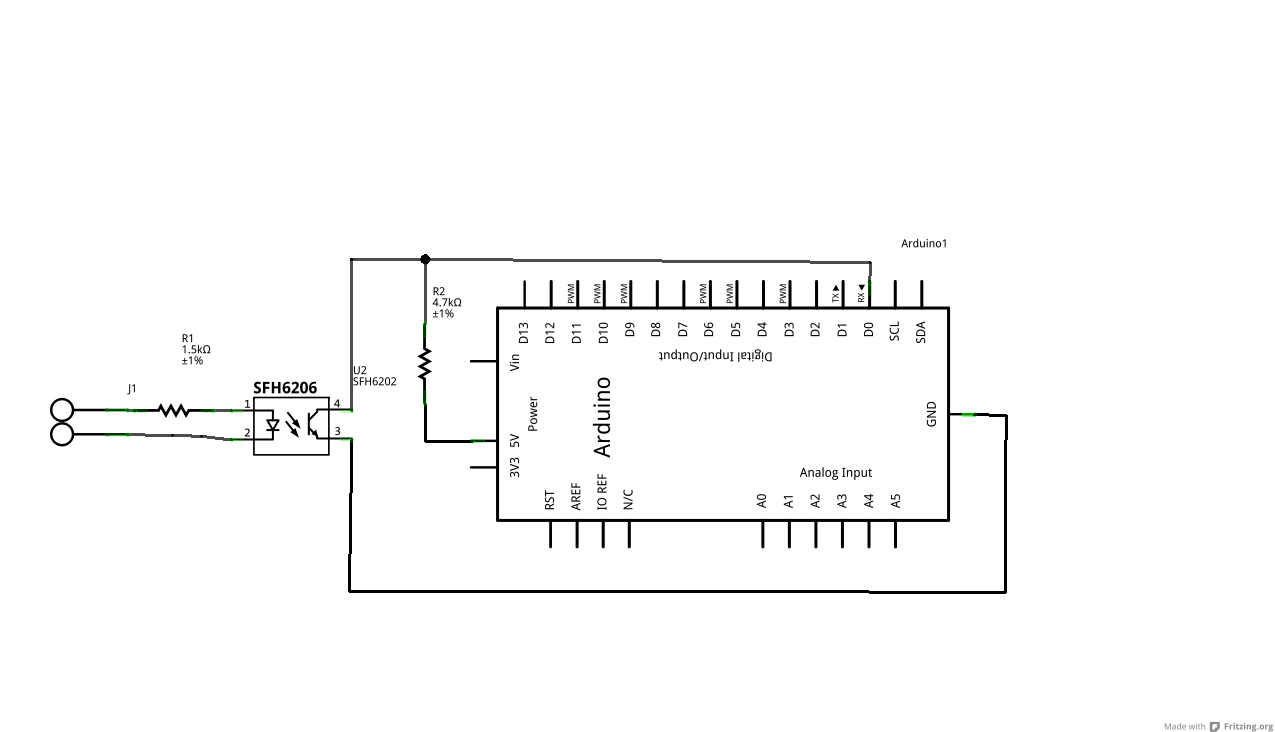 Arduino1
PWM
PWM
PWM
PWM
PWM
PWM
TX
RX
D13
D12
D11
D10
D9
D8
D7
D6
D5
D4
D3
D2
D1
D0
SCL
SDA
Digital Input/Output
R2
4.7kΩ
±1%
R1
1.5kΩ
±1%
J1
SFH6206
U2
SFH6202
1
2
4
3
Vin
Power
5V
3V3
Arduino
GND
Analog Input
RST
AREF
IO REF
N/C
A0
A1
A2
A3
A4
A5
Made with Fritzing.org